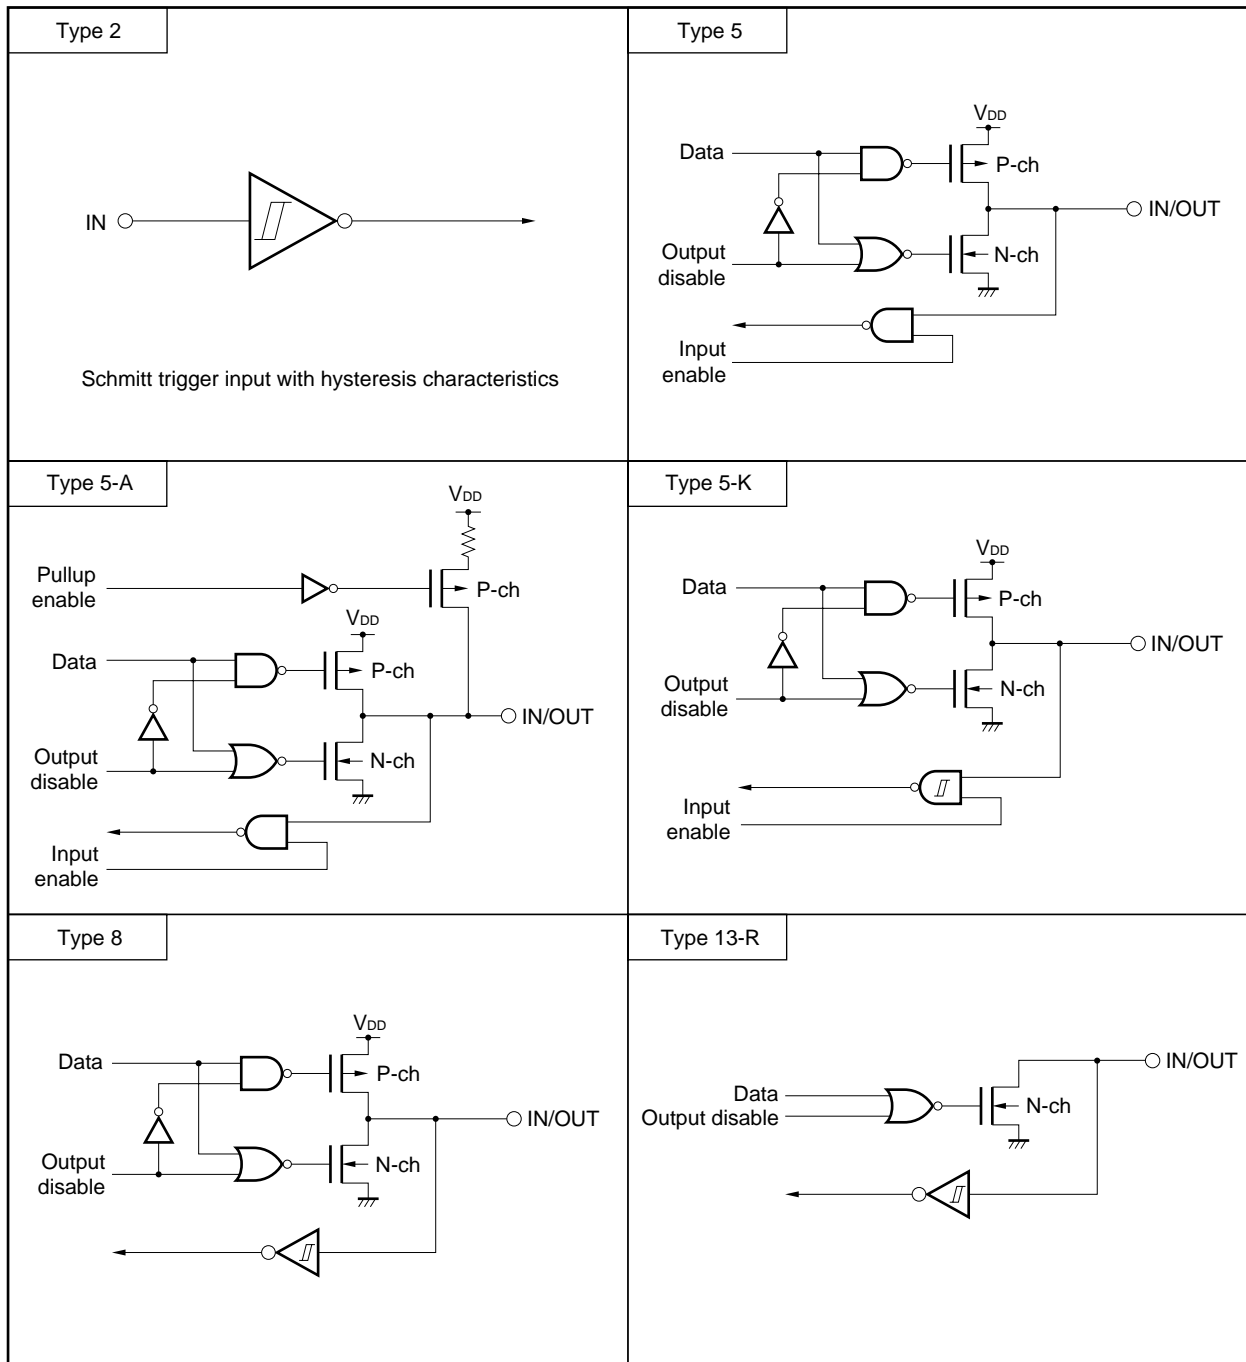 Type 2
IN
Schmitt trigger input with hysteresis characteristics
Type 5
VDD
Data
P-ch
IN/OUT
Output
disable
N-ch
Input
enable
Type 5-A
VDD
Pullup
enable
P-ch
VDD
Data
P-ch
IN/OUT
Output
disable
N-ch
Input
enable
Type 5-K
VDD
Data
P-ch
IN/OUT
Output
disable
N-ch
Input
enable
Type 8
VDD
Data
P-ch
IN/OUT
Output
disable
N-ch
Type 13-R
IN/OUT
Data
Output disable
N-ch